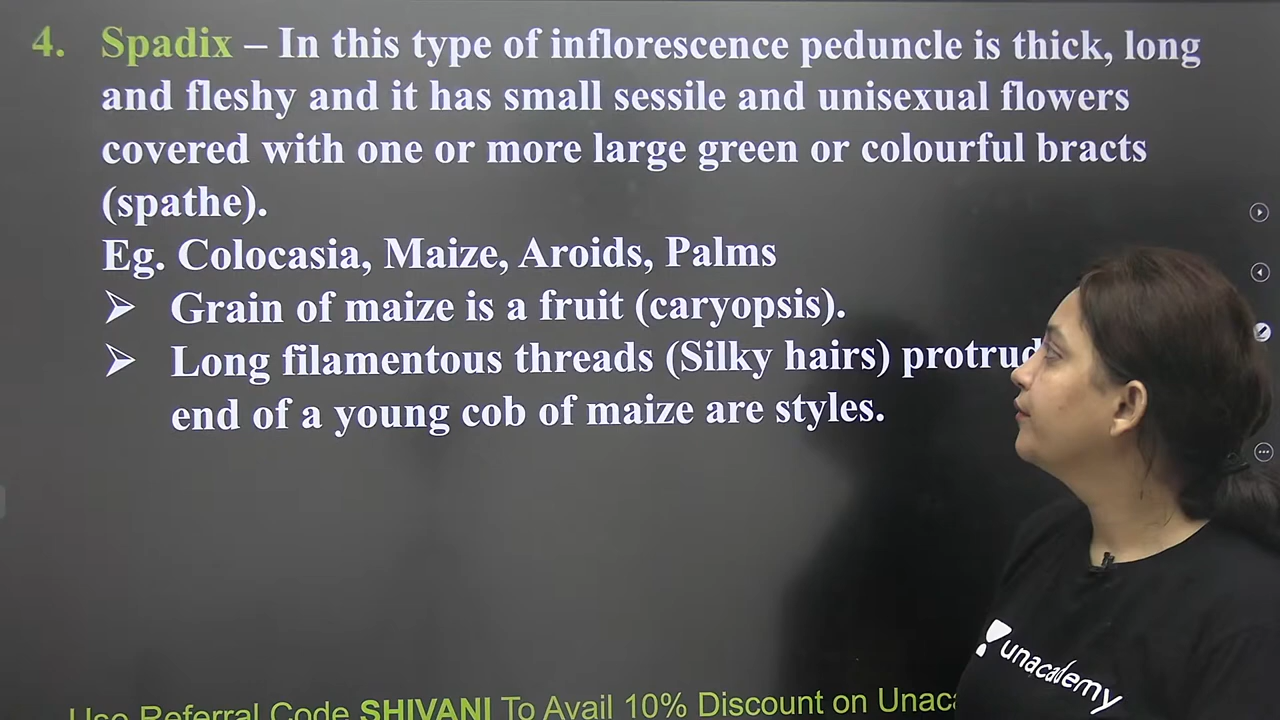 4. Spadix – In this type of inflorescence peduncle is thick, long
and fleshy and it has small sessile and unisexual flowers
covered with one or more large green or colourful bracts
(spathe).
Eg. Colocasia, Maize, Aroids, Palms
➢ Grain of maize is a fruit (caryopsis).
➢ Long filamentous threads (Silky hairs) protrud
end of a young cob of maize are styles.
unacademy
Use Referral Code SHIVANI To Avail 10% Discount on Unaca